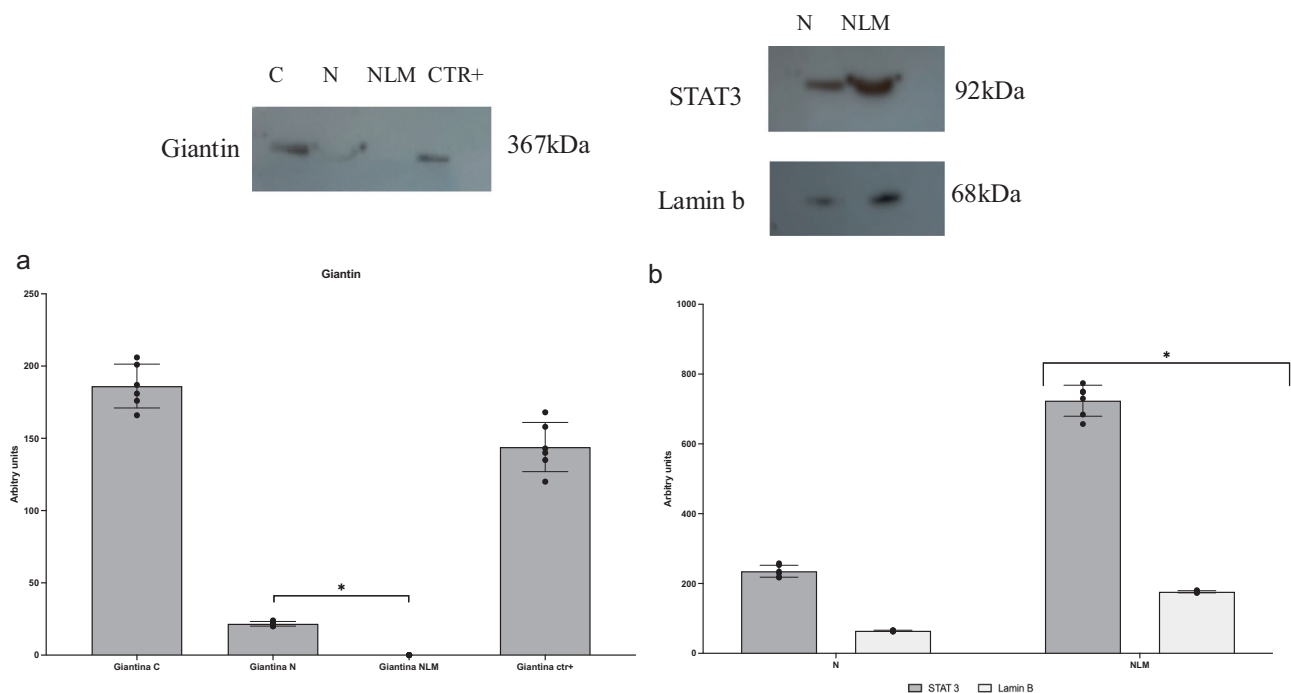 C N NLM CTR+
Giantin 367kDa
N NLM
STAT3 92kDa
Lamin b 68kDa
a
Giantin
250
200
150
100
50
0
Arbitry units
*
Giantina C Giantina N Giantina NLM Giantina ctr+
b
1000
800
600
400
200
0
Arbitry units
*
N NLM
STAT 3 Lamin B